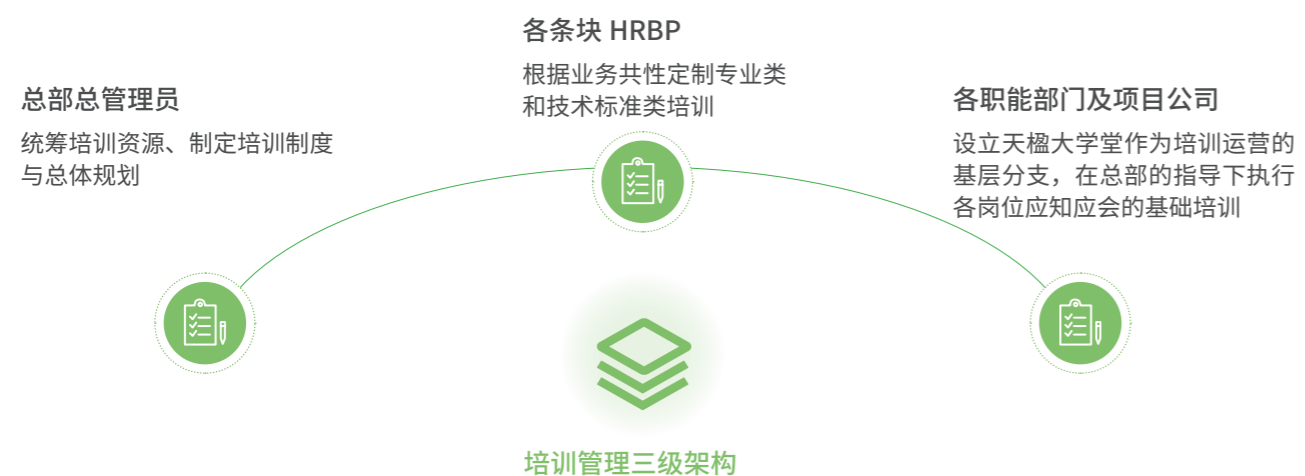 总部总管理员
统筹培训资源、制定培训制度
与总体规划
各条块 HRBP
根据业务共性定制专业类
和技术标准类培训
各职能部门及项目公司
设立天楹大学堂作为培训运营的
基层分支，在总部的指导下执行
各岗位应知应会的基础培训
培训管理三级架构